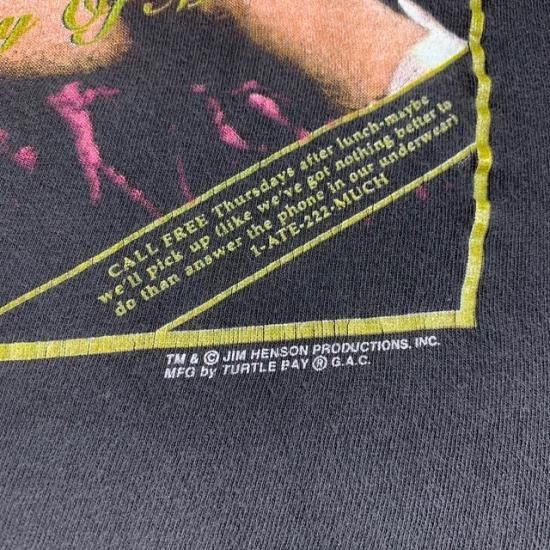 y Of M
CALL FREE Thursdays after lunch-maybe
we'll pick up (like we've got nothing better to
do than answer the phone in our underwear)
1-ATE-222-MUCH
TM & © JIM HENSON PRODUCTIONS, INC.
MFG by TURTLE BAY ® G.A.C.